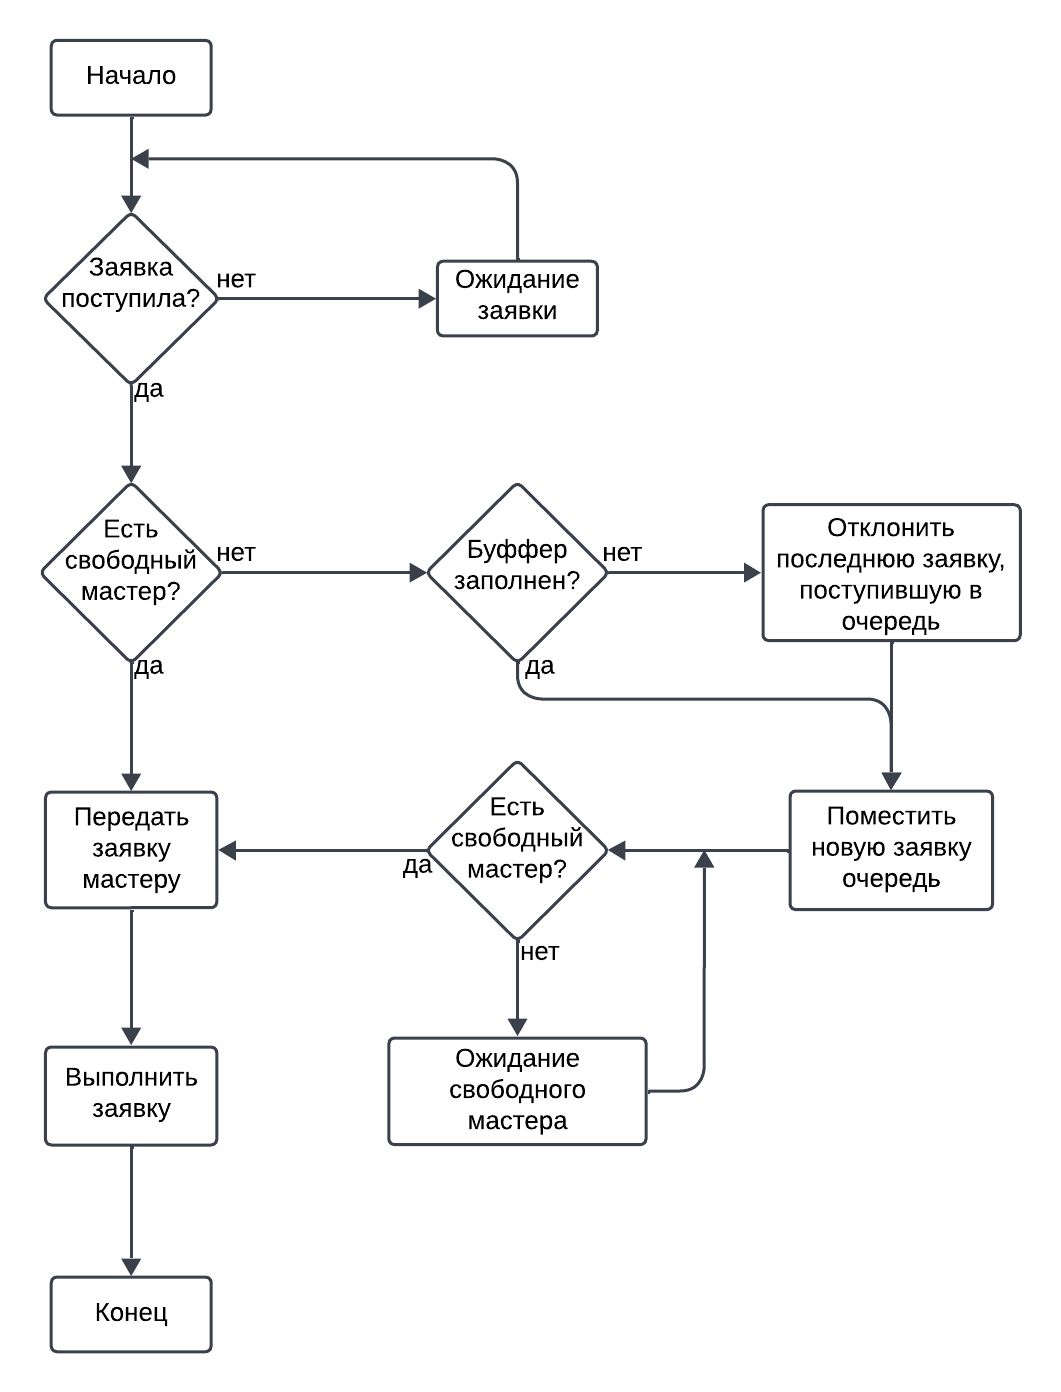 Начало
Заявка
поступила?
нет
Ожидание
заявки
да
Есть
свободный
мастер?
нет
Буффер
заполнен?
нет
Отклонить
последнюю заявку,
поступившую в
очередь
да
да
Передать
заявку
мастеру
да
Есть
свободный
мастер?
Поместить
новую заявку
очередь
нет
Выполнить
заявку
Ожидание
свободного
мастера
Конец